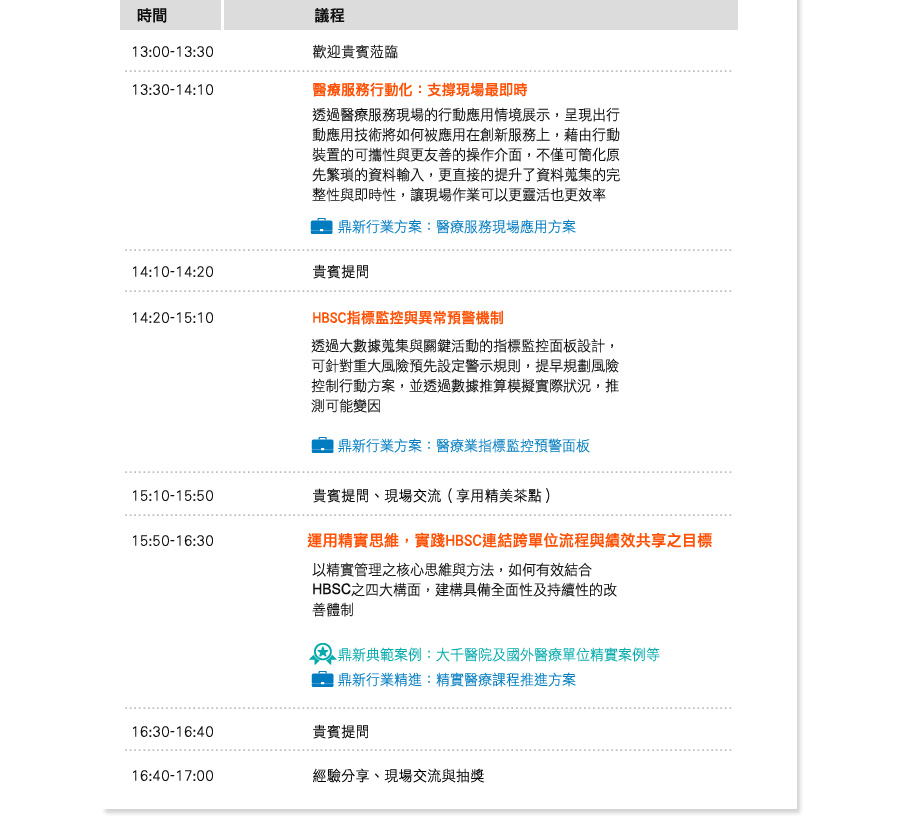 時間 議程
13:00-13:30 歡迎貴賓蒞臨
13:30-14:10 醫療服務行動化：支撐現場最即時
透過醫療服務現場的行動應用情境展示，呈現出行
動應用技術將如何被應用在創新服務上，藉由行動
裝置的可攜性與更友善的操作介面，不僅可簡化原
先繁瑣的資料輸入，更直接的提升了資料蒐集的完
整性與即時性，讓現場作業可以更靈活也更效率
鼎新行業方案：醫療服務現場應用方案
14:10-14:20 貴賓提問
14:20-15:10 HBSC指標監控與異常預警機制
透過大數據蒐集與關鍵活動的指標監控面板設計，
可針對重大風險預先設定警示規則，提早規劃風險
控制行動方案，並透過數據推算模擬實際狀況，推
測可能變因
鼎新行業方案：醫療業指標監控預警面板
15:10-15:50 貴賓提問、現場交流（享用精美茶點）
15:50-16:30 運用精實思維，實踐HBSC連結跨單位流程與績效共享之目標
以精實管理之核心思維與方法，如何有效結合
HBSC之四大構面，建構具備全面性及持續性的改
善體制
鼎新典範案例：大千醫院及國外醫療單位精實案例等
鼎新行業精進：精實醫療課程推進方案
16:30-16:40 貴賓提問
16:40-17:00 經驗分享、現場交流與抽獎